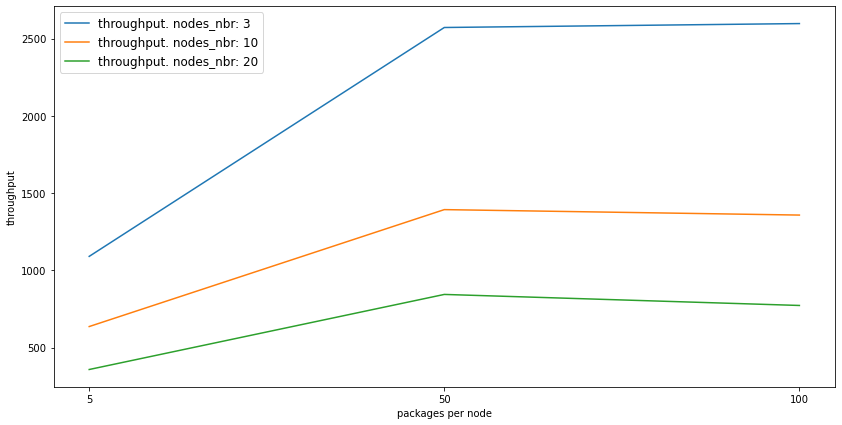 throughput. nodes_nbr: 3
throughput. nodes_nbr: 10
throughput. nodes_nbr: 20
2500
2000
1500
1000
500
throughput
5
50
100
packages per node